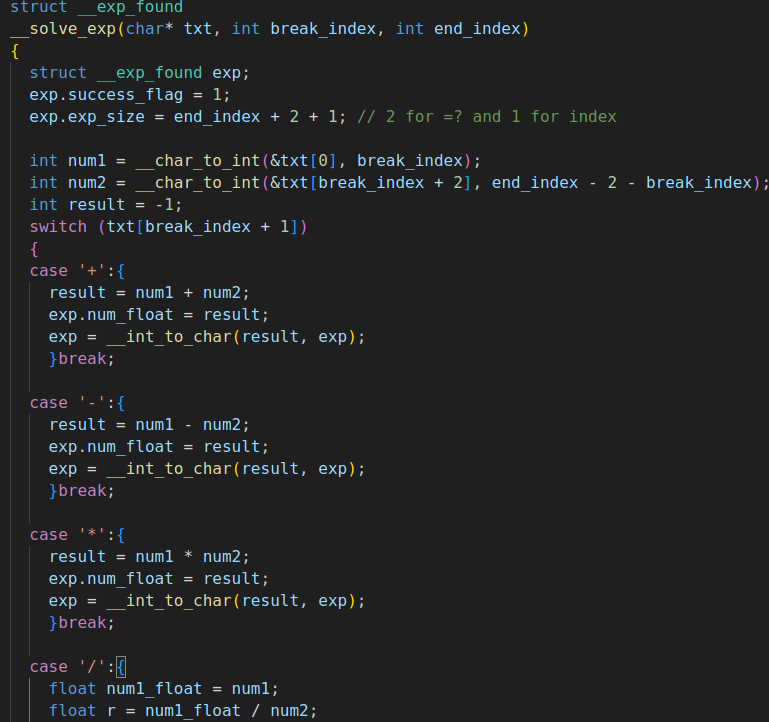 struct __exp_found
__solve_exp(char* txt, int break_index, int end_index)
{
struct __exp_found exp;
exp.success_flag = 1;
exp.exp_size = end_index + 2 + 1; // 2 for =? and 1 for index
int num1 = __char_to_int(&txt[0], break_index);
int num2 = __char_to_int(&txt[break_index + 2], end_index - 2 - break_index);
int result = -1;
switch (txt[break_index + 1])
{
case '+':{
result = num1 + num2;
exp.num_float = result;
exp = __int_to_char(result, exp);
}break;
case '-':{
result = num1 - num2;
exp.num_float = result;
exp = __int_to_char(result, exp);
}break;
case '*':{
result = num1 * num2;
exp.num_float = result;
exp = __int_to_char(result, exp);
}break;
case '/':{
float num1_float = num1;
float r = num1_float / num2;